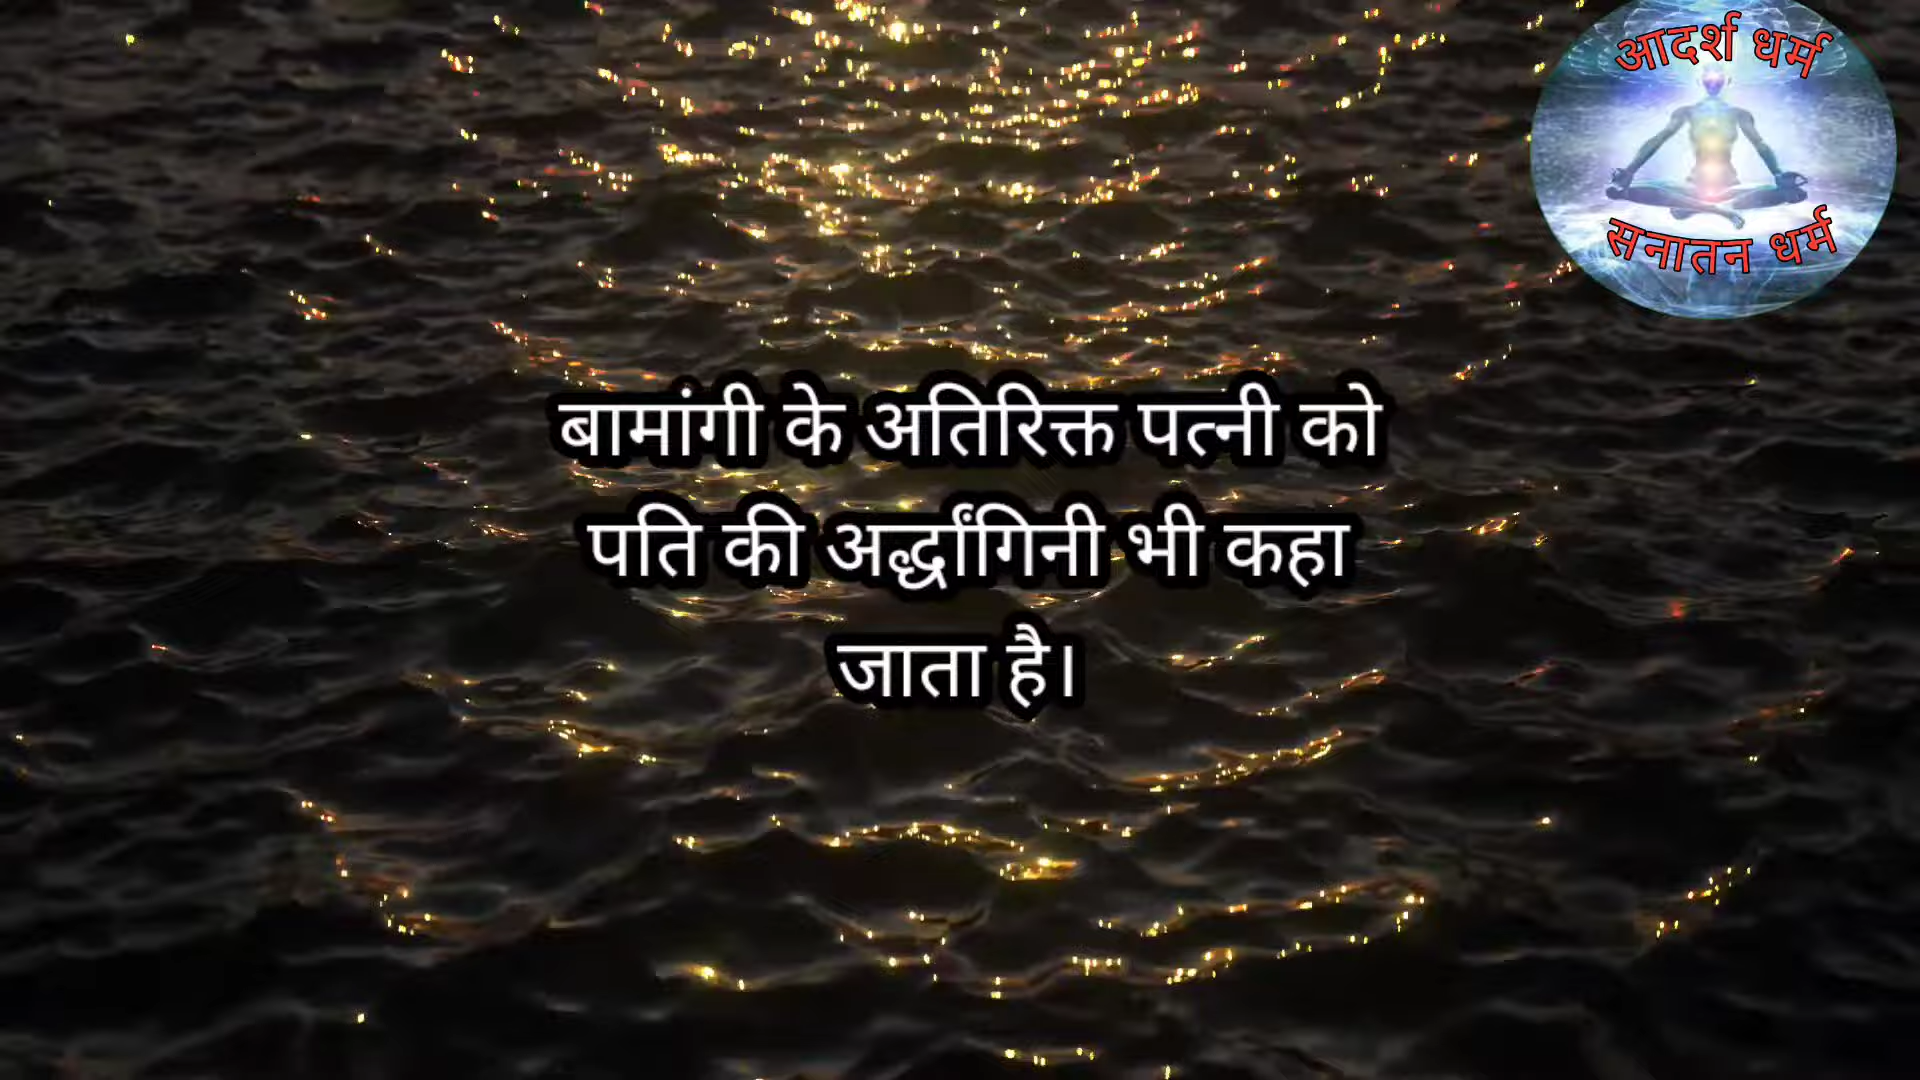 आदर्श धर्म
सनातन धर्म
बामांगी के अतिरिक्त पत्नी को
पति की अर्द्धांगिनी भी कहा
जाता है।